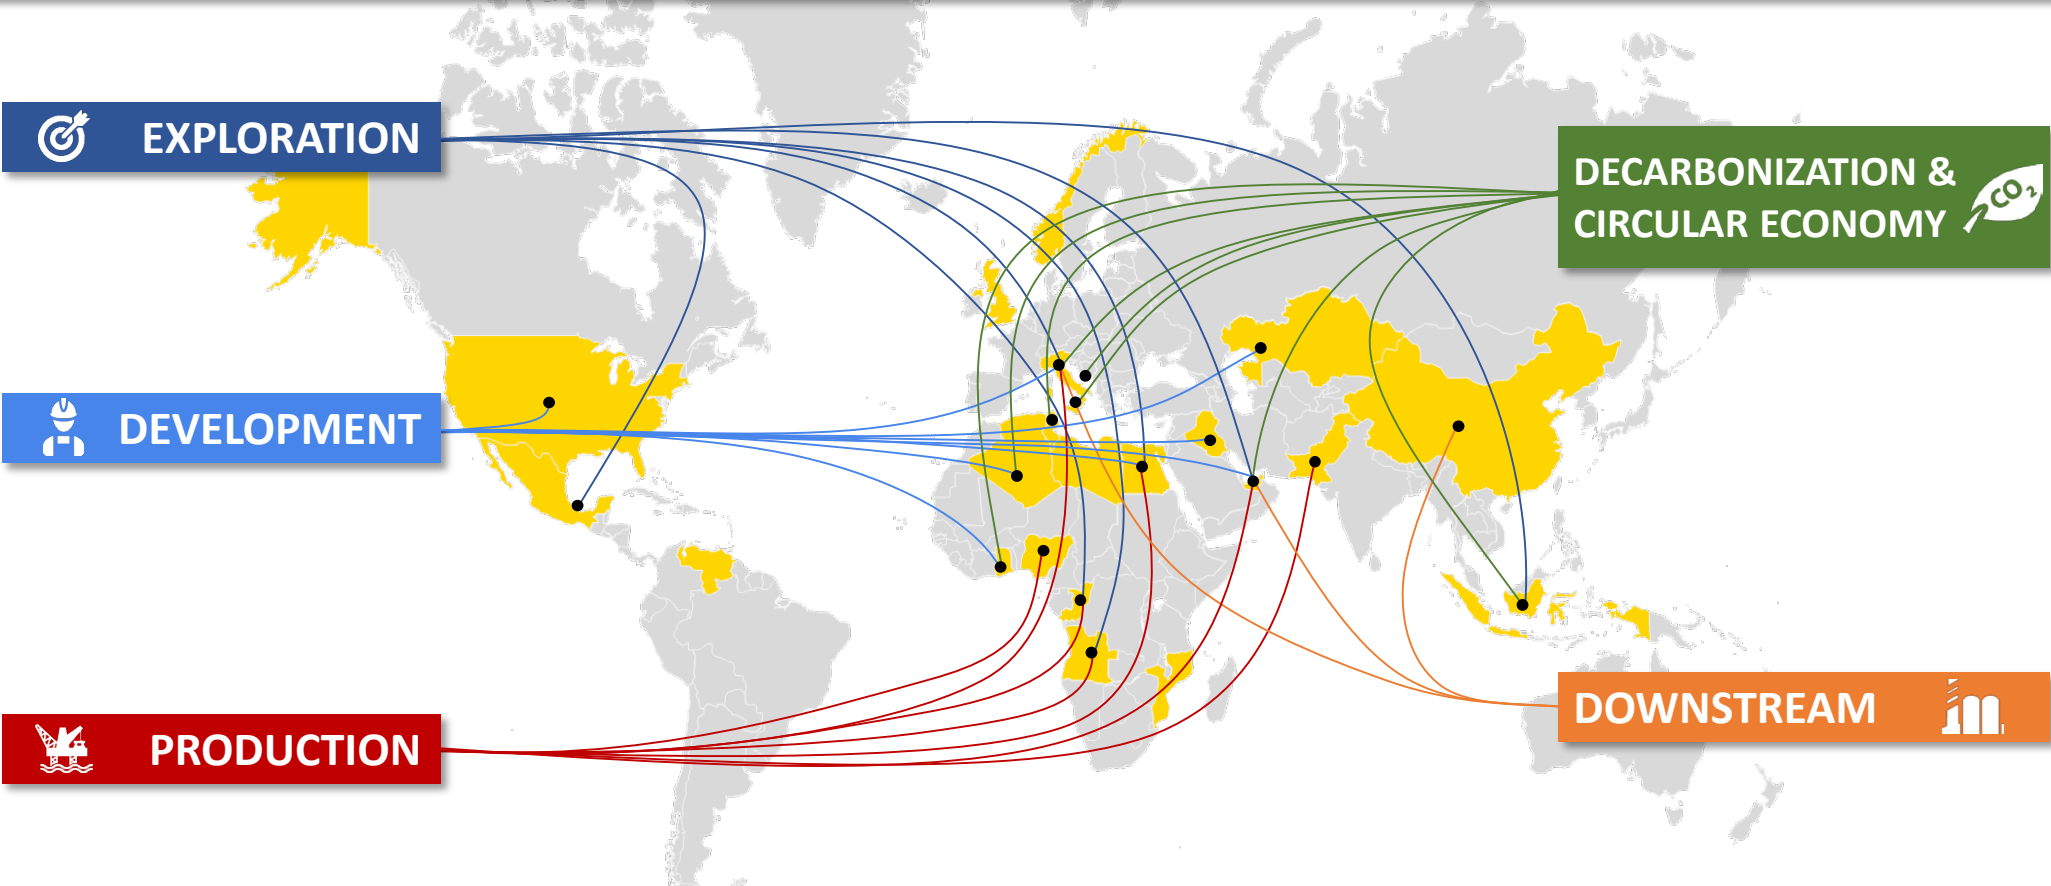 EXPLORATION
DECARBONIZATION &
CIRCULAR ECONOMY
CO2
DEVELOPMENT
DOWNSTREAM
PRODUCTION